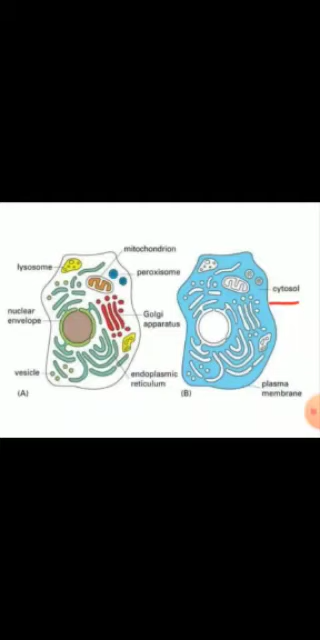 mitochondrion
lysosome
peroxisome
cytosol
nuclear
envelope
Golgi
apparatus
vesicle
endoplasmic
reticulum
plasma
membrane
(A)
(B)